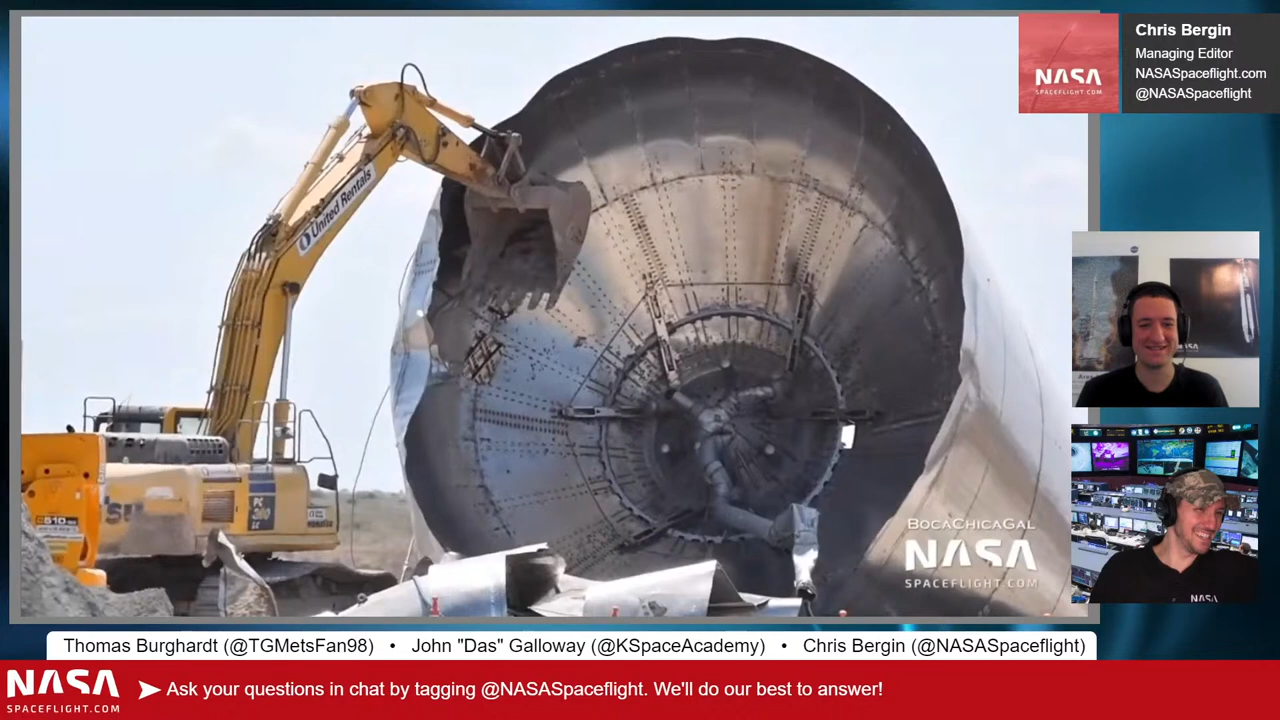 Chris Bergin
Managing Editor
NASASpaceflight.com
@NASASpaceflight
NASA
SPACEFLIGHT.COM
United Rentals
PC
C510
KOMATSU
BOCACHICAGAL
NASA
SPACEFLIGHT.COM
NASA
Thomas Burghardt (@TGMetsFan98) • John "Das" Galloway (@KSpaceAcademy) • Chris Bergin (@NASASpaceflight)
NASA
SPACEFLIGHT.COM
Ask your questions in chat by tagging @NASASpaceflight. We'll do our best to answer!